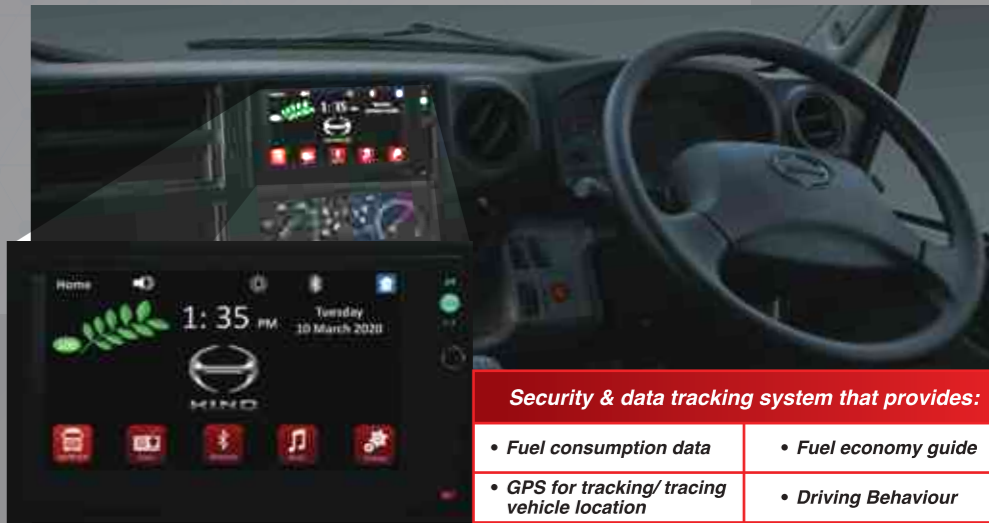 Home
1: 35 PM
Tuesday
10 March 2020
HINO
Security & data tracking system that provides:
• Fuel consumption data
• Fuel economy guide
• GPS for tracking/ tracing
vehicle location
• Driving Behaviour